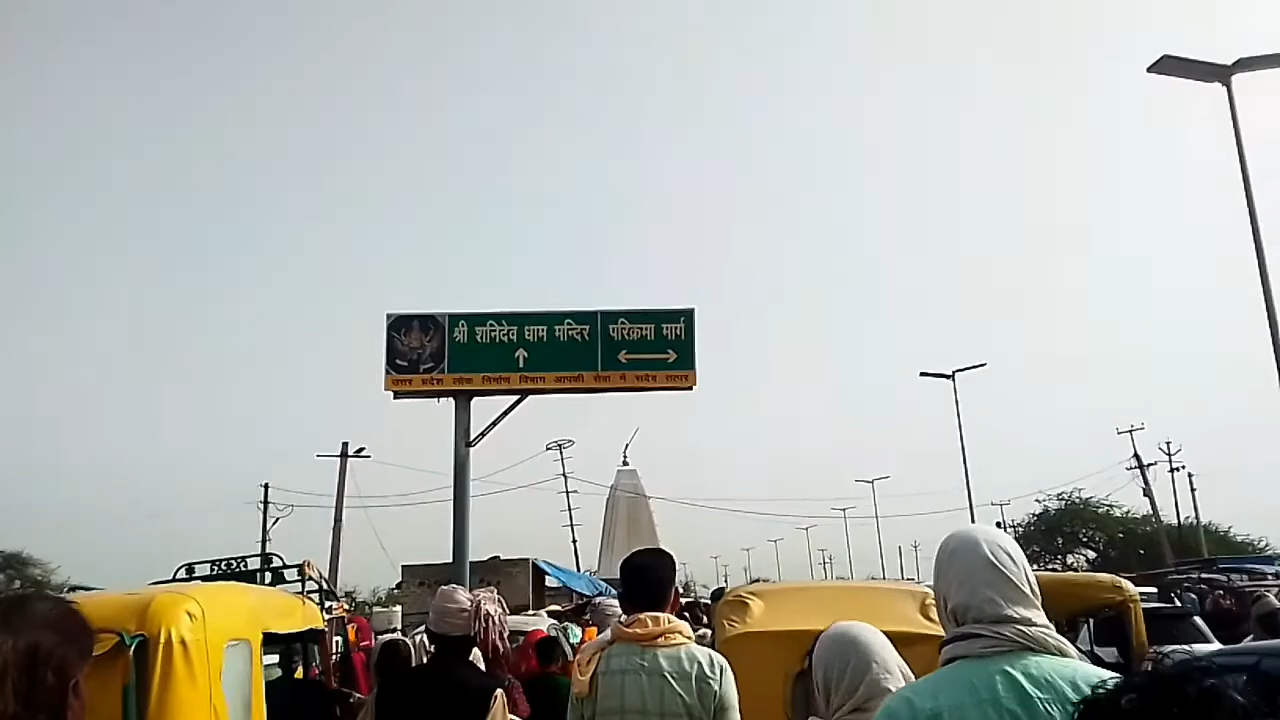 श्री शनिदेव धाम मन्दिर
परिक्रमा मार्ग
उत्तर प्रदेश लोक निर्माण विभाग आपकी सेवा में सदैव तत्पर